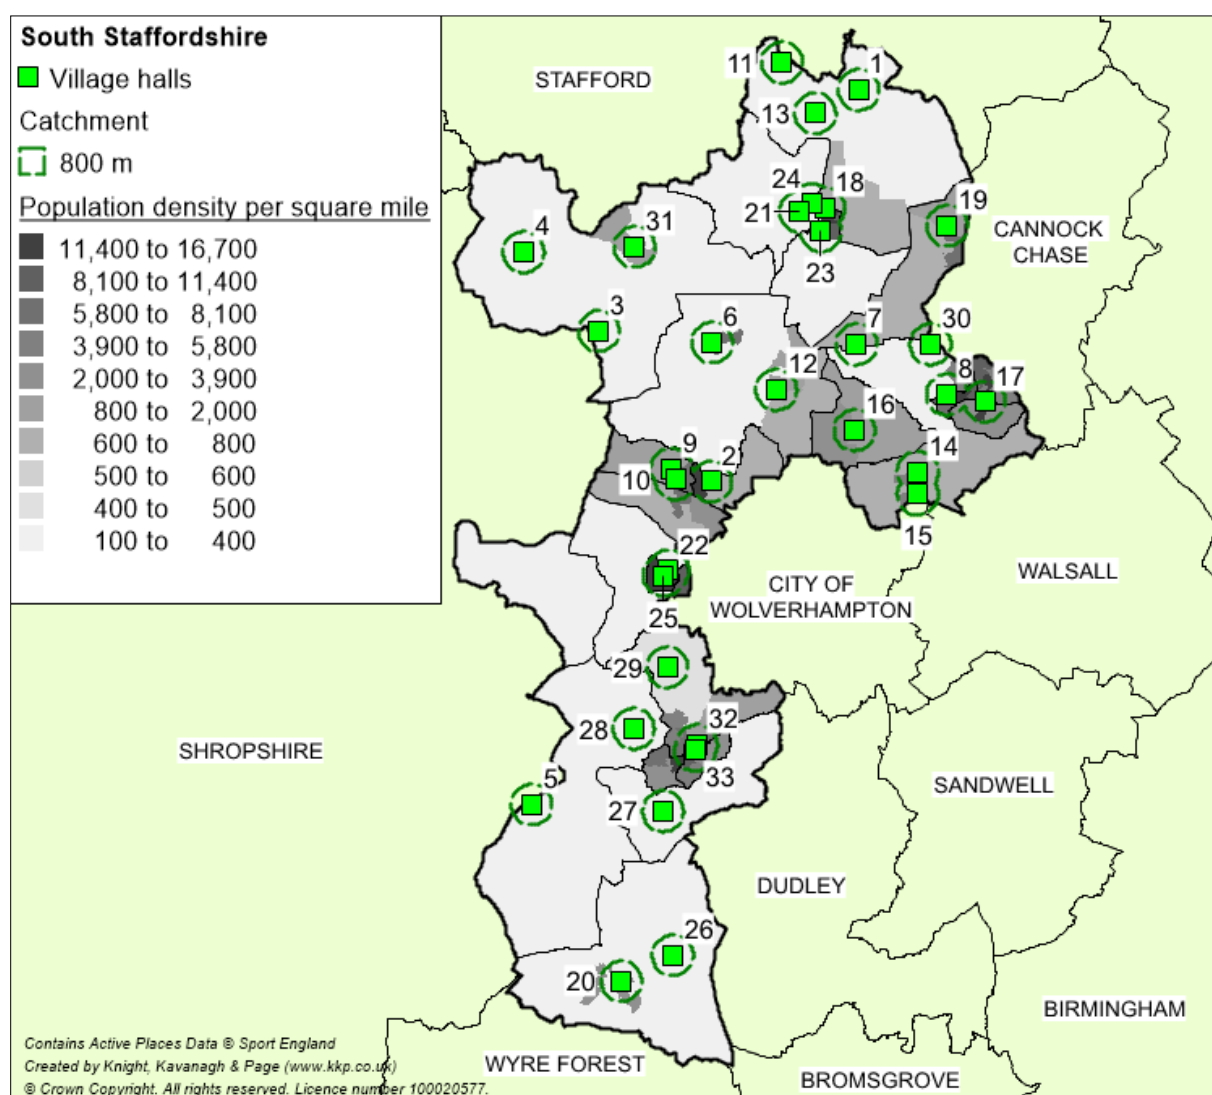 South Staffordshire
Village halls
Catchment
800 m
Population density per square mile
11,400 to 16,700
8,100 to 11,400
5,800 to 8,100
3,900 to 5,800
2,000 to 3,900
800 to 2,000
600 to 800
500 to 600
400 to 500
100 to 400
STAFFORD
11
1
13
24
18
21
23
19
CANNOCK
CHASE
4
31
3
6
7
30
12
8
17
16
9
2
10
14
15
22
25
CITY OF
WOLVERHAMPTON
WALSALL
29
28
32
33
SHROPSHIRE
5
27
SANDWELL
DUDLEY
26
20
BIRMINGHAM
WYRE FOREST
BROMSGROVE
Contains Active Places Data © Sport England
Created by Knight, Kavanagh & Page (www.kkp.co.uk)
© Crown Copyright. All rights reserved. Licence number 100020577.